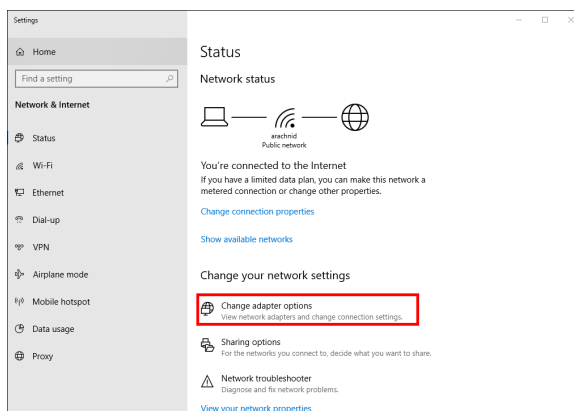 Settings
Home
Find a setting
Network & Internet
Status
Wi-Fi
Ethernet
Dial-up
VPN
Airplane mode
Mobile hotspot
Data usage
Proxy
Status
Network status
arachnid
Public network
You're connected to the Internet
If you have a limited data plan, you can make this network a
metered connection or change other properties.
Change connection properties
Show available networks
Change your network settings
Change adapter options
View network adapters and change connection settings.
Sharing options
For the networks you connect to, decide what you want to share.
Network troubleshooter
Diagnose and fix network problems.
View your network properties